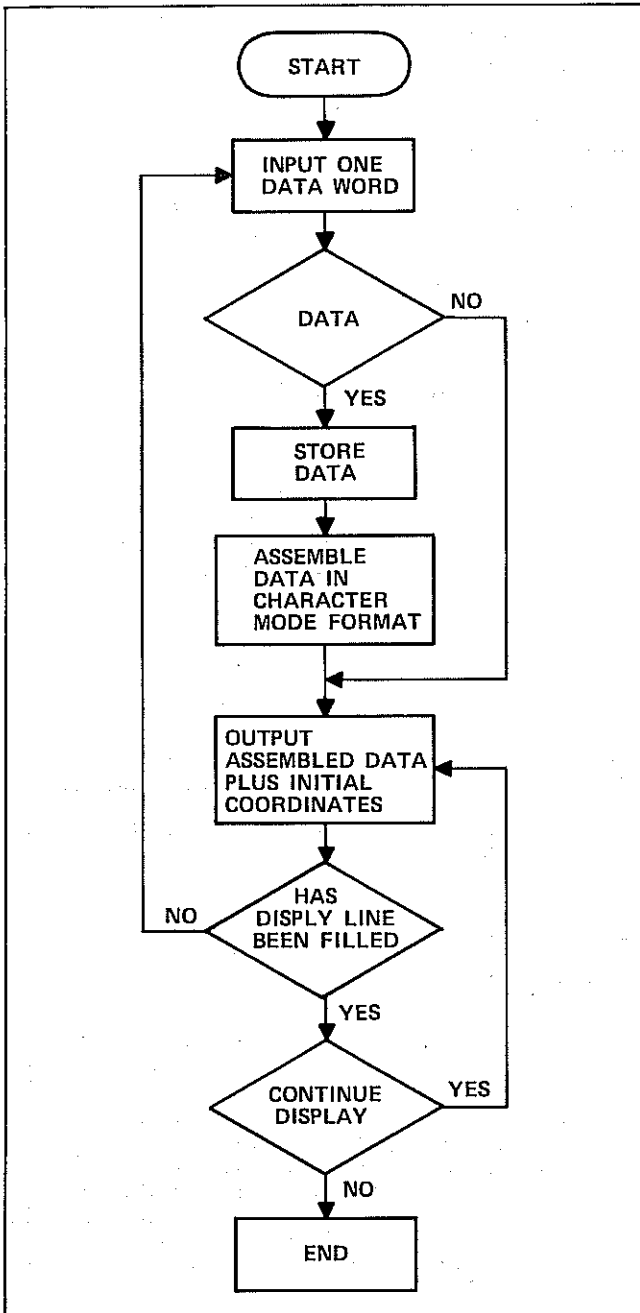 START
INPUT ONE
DATA WORD
DATA
NO
YES
STORE
DATA
ASSEMBLE
DATA IN
CHARACTER
MODE FORMAT
OUTPUT
ASSEMBLED DATA
PLUS INITIAL
COORDINATES
HAS
DISPLY LINE
BEEN FILLED
NO
YES
CONTINUE
DISPLAY
YES
NO
END